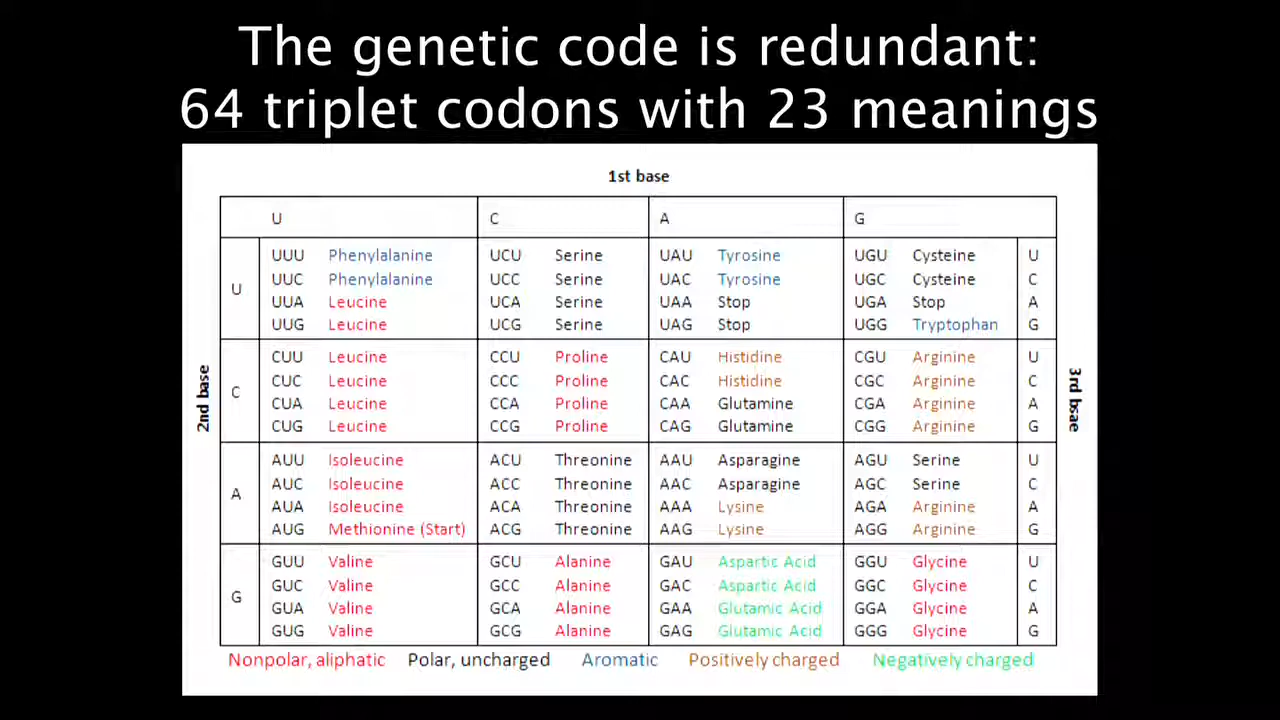 The genetic code is redundant:
64 triplet codons with 23 meanings
1st base
U C A G
UUU Phenylalanine UCU Serine UAU Tyrosine UGU Cysteine U
UUC Phenylalanine UCC Serine UAC Tyrosine UGC Cysteine C
U
UUA Leucine UCA Serine UAA Stop UGA Stop A
UUG Leucine UCG Serine UAG Stop UGG Tryptophan G
CUU Leucine CCU Proline CAU Histidine CGU Arginine U
CUC Leucine CCC Proline CAC Histidine CGC Arginine C
2nd base
C
3rd bsae
CUA Leucine CCA Proline CAA Glutamine CGA Arginine A
CUG Leucine CCG Proline CAG Glutamine CGG Arginine G
AUU Isoleucine ACU Threonine AAU Asparagine AGU Serine U
AUC Isoleucine ACC Threonine AAC Asparagine AGC Serine C
A
AUA Isoleucine ACA Threonine AAA Lysine AGA Arginine A
AUG Methionine (Start) ACG Threonine AAG Lysine AGG Arginine G
GUU Valine GCU Alanine GAU Aspartic Acid GGU Glycine U
GUC Valine GCC Alanine GAC Aspartic Acid GGC Glycine C
G
GUA Valine GCA Alanine GAA Glutamic Acid GGA Glycine A
GUG Valine GCG Alanine GAG Glutamic Acid GGG Glycine G
Nonpolar, aliphatic Polar, uncharged Aromatic Positively charged Negatively charged